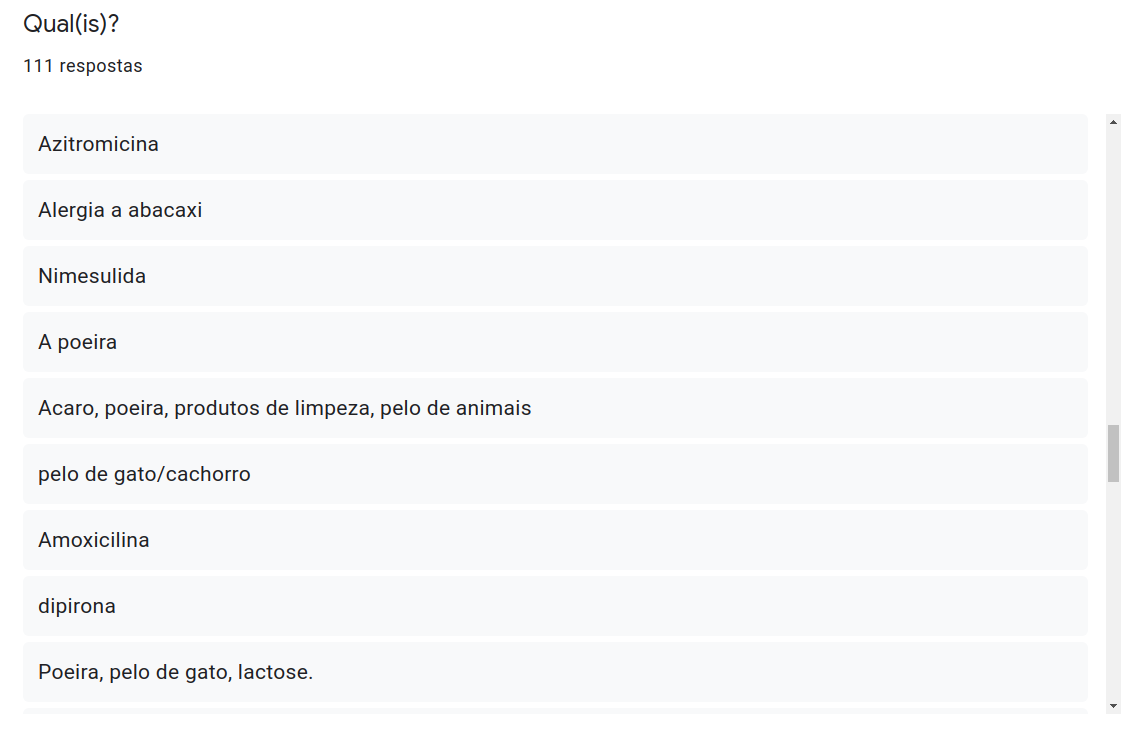 Qual(is)?
111 respostas
Azitromicina
Alergia a abacaxi
Nimesulida
A poeira
Acaro, poeira, produtos de limpeza, pelo de animais
pelo de gato/cachorro
Amoxicilina
dipirona
Poeira, pelo de gato, lactose.